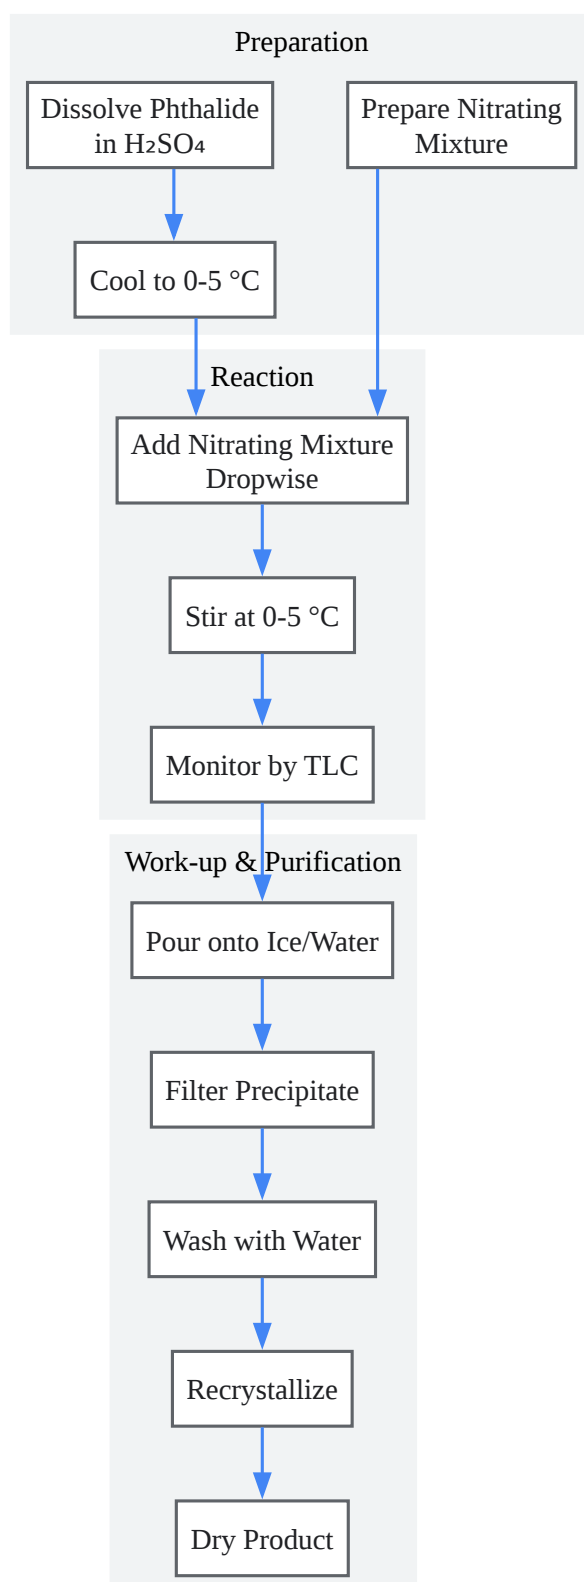 Preparation
Dissolve Phthalide
in H₂SO₄
Prepare Nitrating
Mixture
Cool to 0-5 °C
Reaction
Add Nitrating Mixture
Dropwise
Stir at 0-5 °C
Monitor by TLC
Work-up & Purification
Pour onto Ice/Water
Filter Precipitate
Wash with Water
Recrystallize
Dry Product